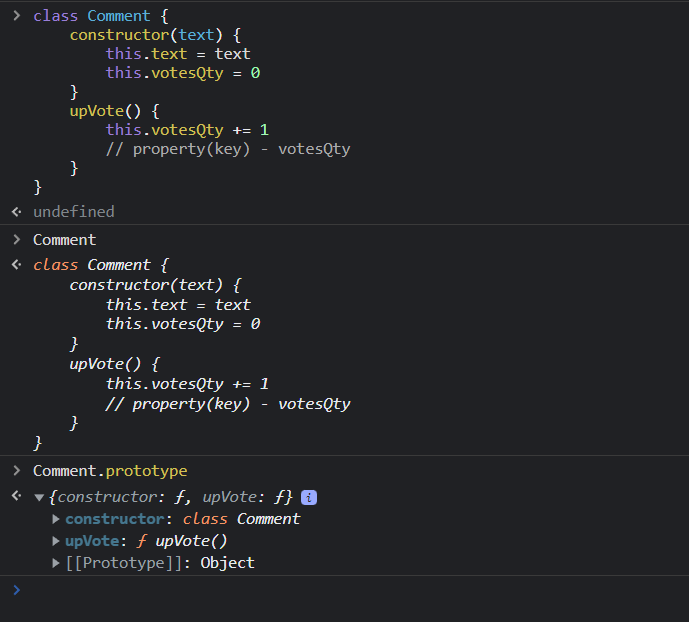 class Comment {
constructor(text) {
this.text = text
this.votesQty = 0
}
upVote() {
this.votesQty += 1
// property(key) - votesQty
}
}
undefined
Comment
class Comment {
constructor(text) {
this.text = text
this.votesQty = 0
}
upVote() {
this.votesQty += 1
// property(key) - votesQty
}
}
Comment.prototype
{constructor: ƒ, upVote: ƒ} i
constructor: class Comment
upVote: ƒ upVote()
[[Prototype]]: Object